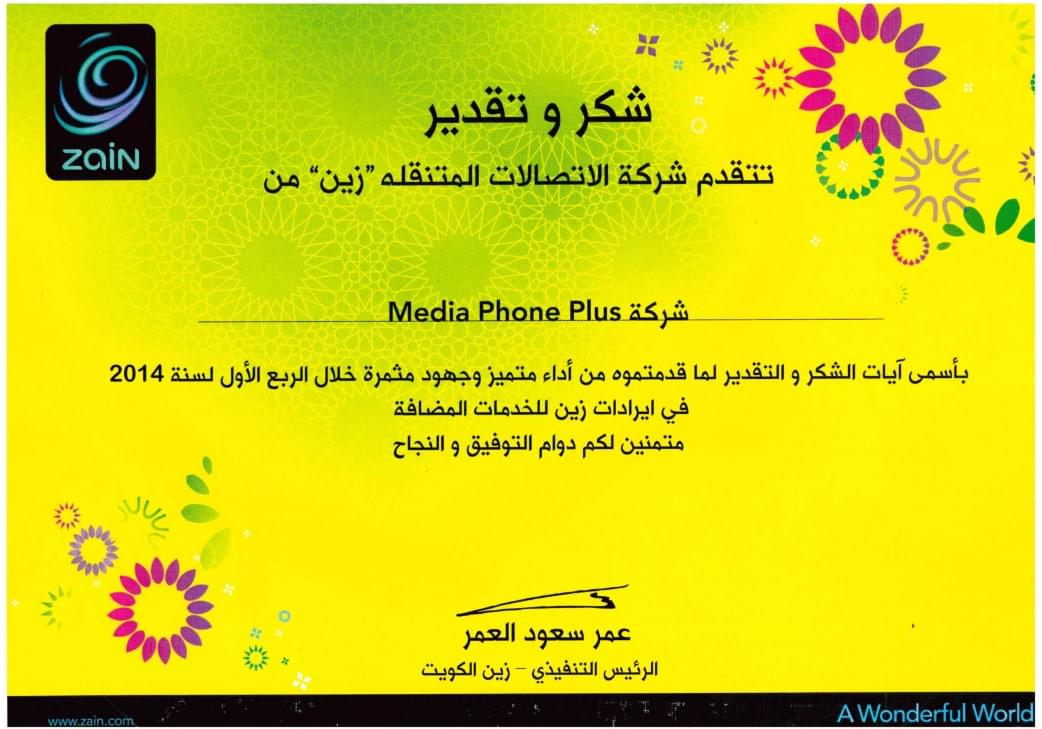 zain
شكر و تقدير
تتقدم شركة الاتصالات المتنقله "زين" من
شركة Media Phone Plus
بأسمى آيات الشكر و التقدير لما قدمتموه من أداء متميز وجهود مثمرة خلال الربع الأول لسنة 2014
في ايرادات زين للخدمات المضافة
متمنين لكم دوام التوفيق و النجاح
عمر سعود العمر
الرئيس التنفيذي – زين الكويت
www.zain.com
A Wonderful World